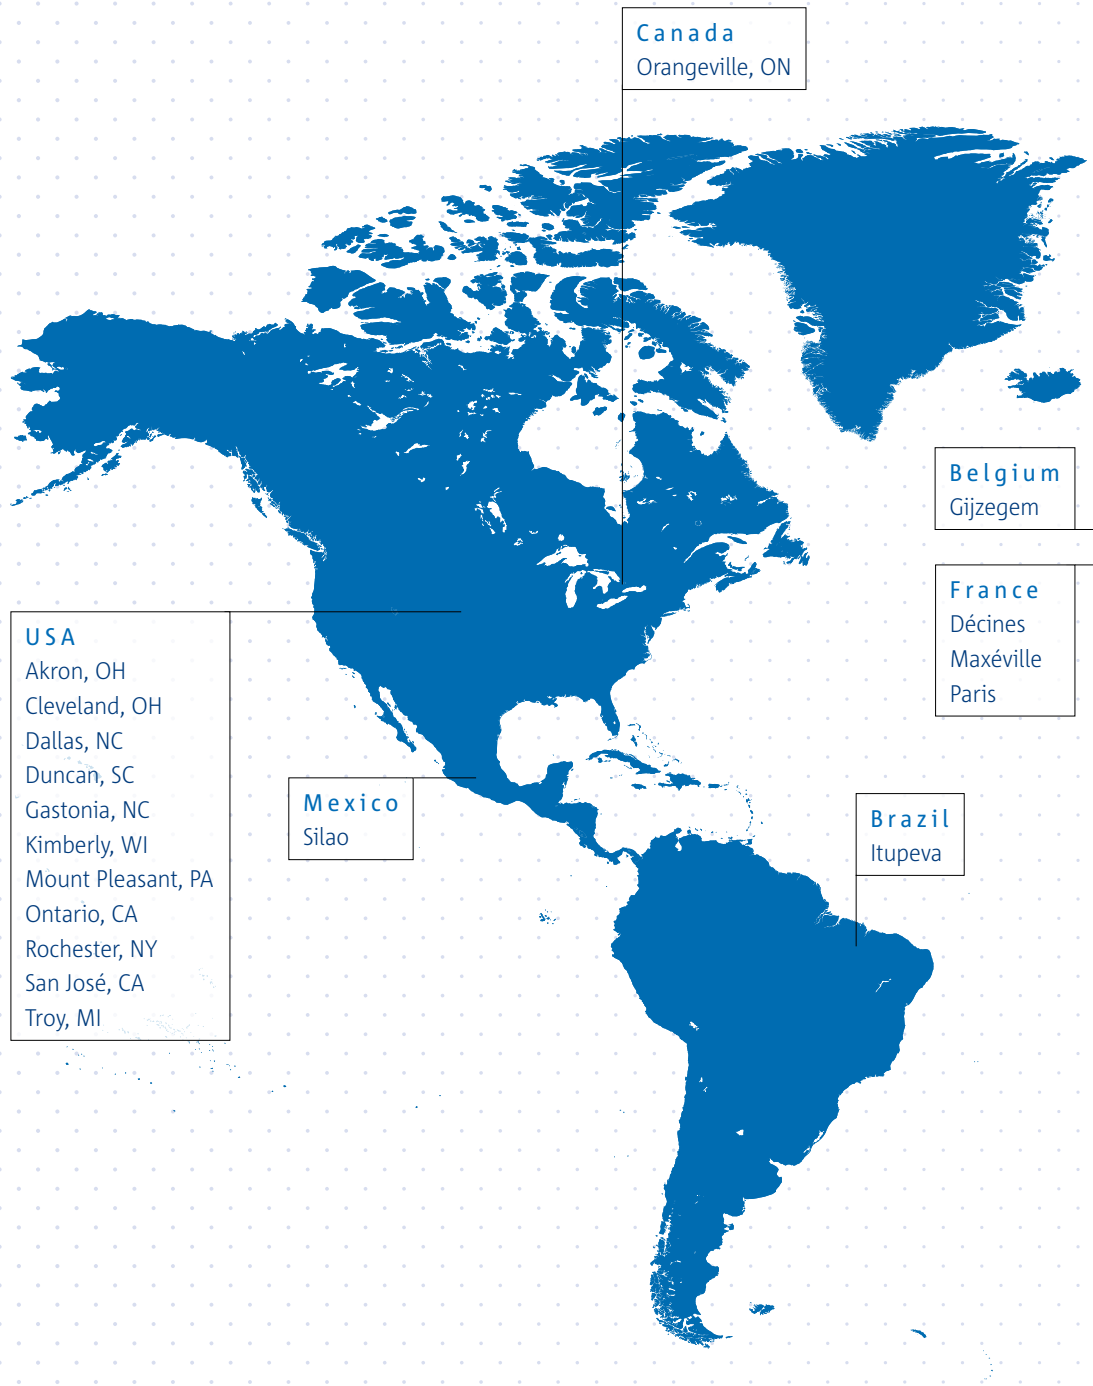 Canada
Orangeville, ON
Belgium
Gijzegem
France
Décines
Maxéville
Paris
USA
Akron, OH
Cleveland, OH
Dallas, NC
Duncan, SC
Gastonia, NC
Kimberly, WI
Mount Pleasant, PA
Ontario, CA
Rochester, NY
San José, CA
Troy, MI
Mexico
Silao
Brazil
Itupeva